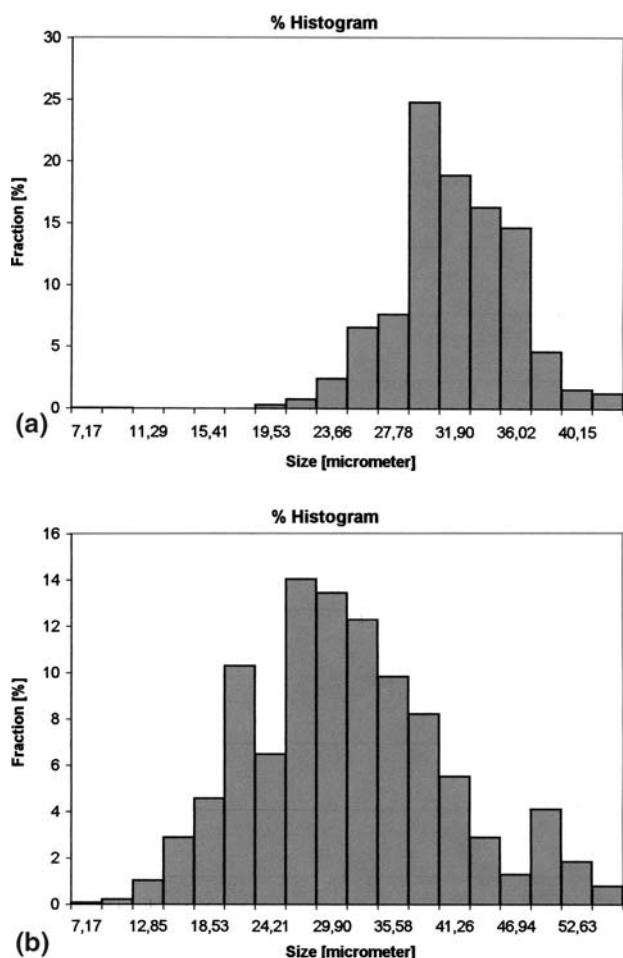 % Histogram
30
25
20
15
10
5
0
Fraction [%]
7,17 11,29 15,41 19,53 23,66 27,78 31,90 36,02 40,15
(a)
Size [micrometer]
% Histogram
16
14
12
10
8
6
4
2
0
Fraction [%]
7,17 12,85 18,53 24,21 29,90 35,58 41,26 46,94 52,63
(b)
Size [micrometer]